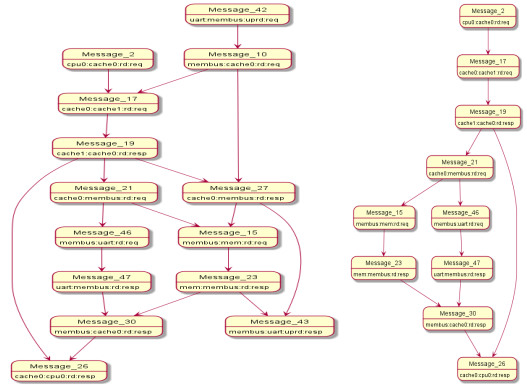 Message_42
uart:membus:uprd:req
Message_2
cpu0:cache0:rd:req
Message_10
membus:cache0:rd:req
Message_17
cache0:cache1:rd:req
Message_19
cache1:cache0:rd:resp
Message_21
cache0:membus:rd:req
Message_27
cache0:membus:rd:resp
Message_46
membus:uart:rd:req
Message_15
membus:mem:rd:req
Message_47
uart:membus:rd:resp
Message_23
mem:membus:rd:resp
Message_30
membus:cache0:rd:resp
Message_43
membus:uart:uprd:resp
Message_26
cache0:cpu0:rd:resp
Message_2
cpu0:cache0:rd:req
Message_17
cache0:cache1:rd:req
Message_19
cache1:cache0:rd:resp
Message_21
cache0:membus:rd:req
Message_15
membus:mem:rd:req
Message_46
membus:uart:rd:req
Message_23
mem:membus:rd:resp
Message_47
uart:membus:rd:resp
Message_30
membus:cache0:rd:resp
Message_26
cache0:cpu0:rd:resp